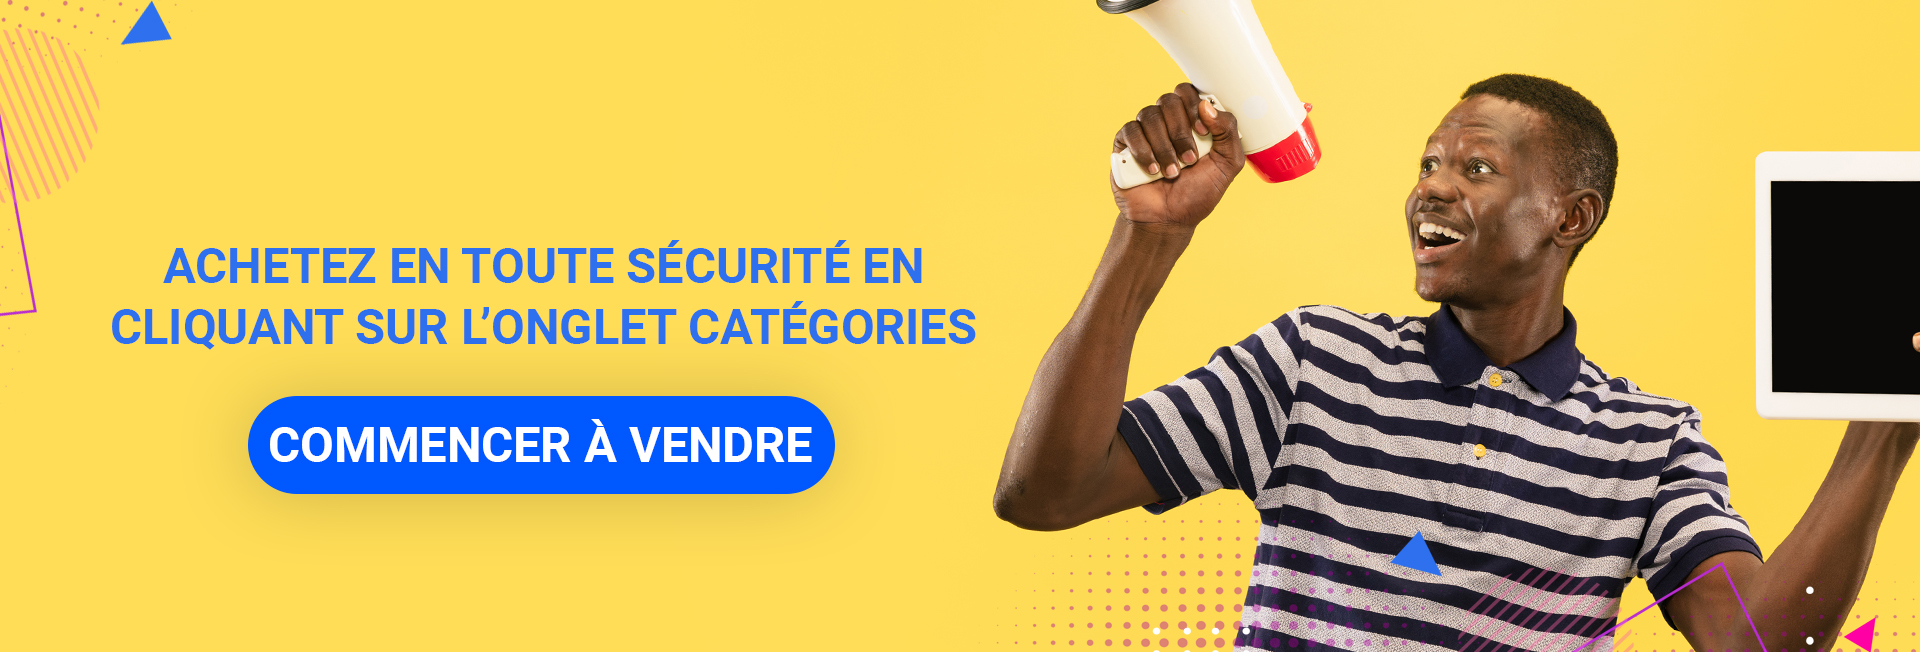 ACHETEZ EN TOUTE SÉCURITÉ EN
CLIQUANT SUR L’ONGLET CATÉGORIES
COMMENCER À VENDRE